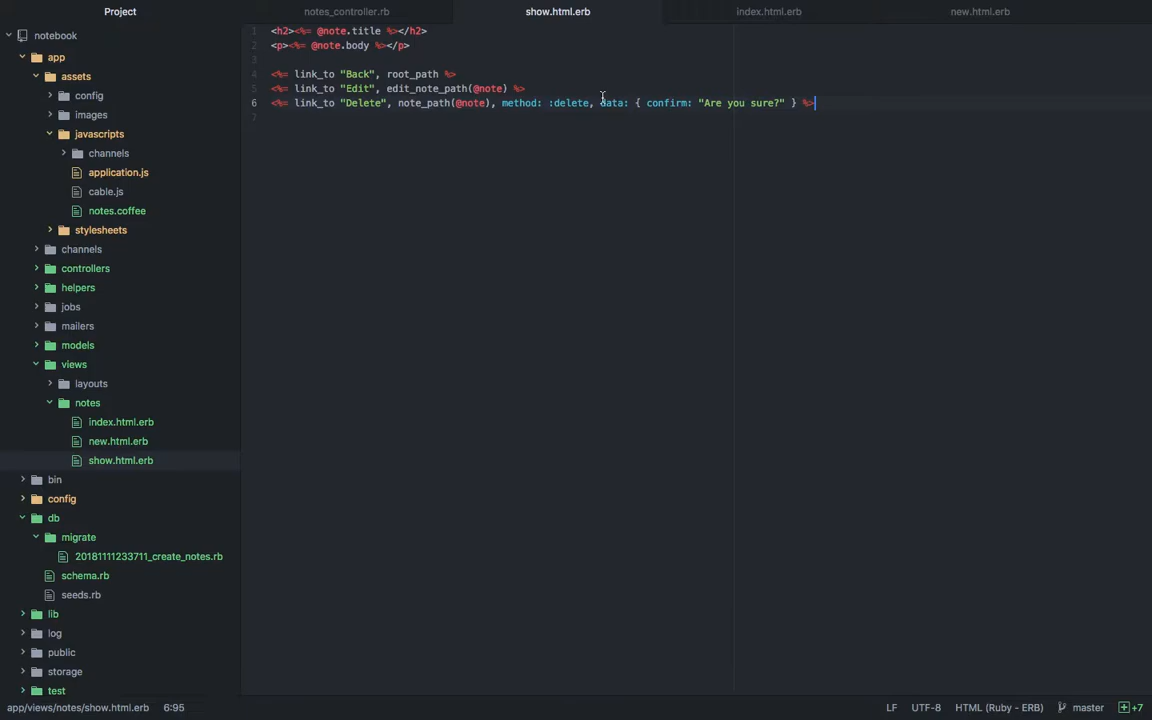 Project
notes_controller.rb
show.html.erb
index.html.erb
new.html.erb
notebook
app
assets
config
images
javascripts
channels
application.js
cable.js
notes.coffee
stylesheets
channels
controllers
helpers
jobs
mailers
models
views
layouts
notes
index.html.erb
new.html.erb
show.html.erb
bin
config
db
migrate
20181111233711_create_notes.rb
schema.rb
seeds.rb
lib
log
public
storage
test
1 <h2><%= @note.title %></h2>
2 <p><%= @note.body %></p>
3
4 <%= link_to "Back", root_path %>
5 <%= link_to "Edit", edit_note_path(@note) %>
6 <%= link_to "Delete", note_path(@note), method: :delete, data: { confirm: "Are you sure?" } %>
7
app/views/notes/show.html.erb 6:95
LF UTF-8 HTML (Ruby - ERB) master +7